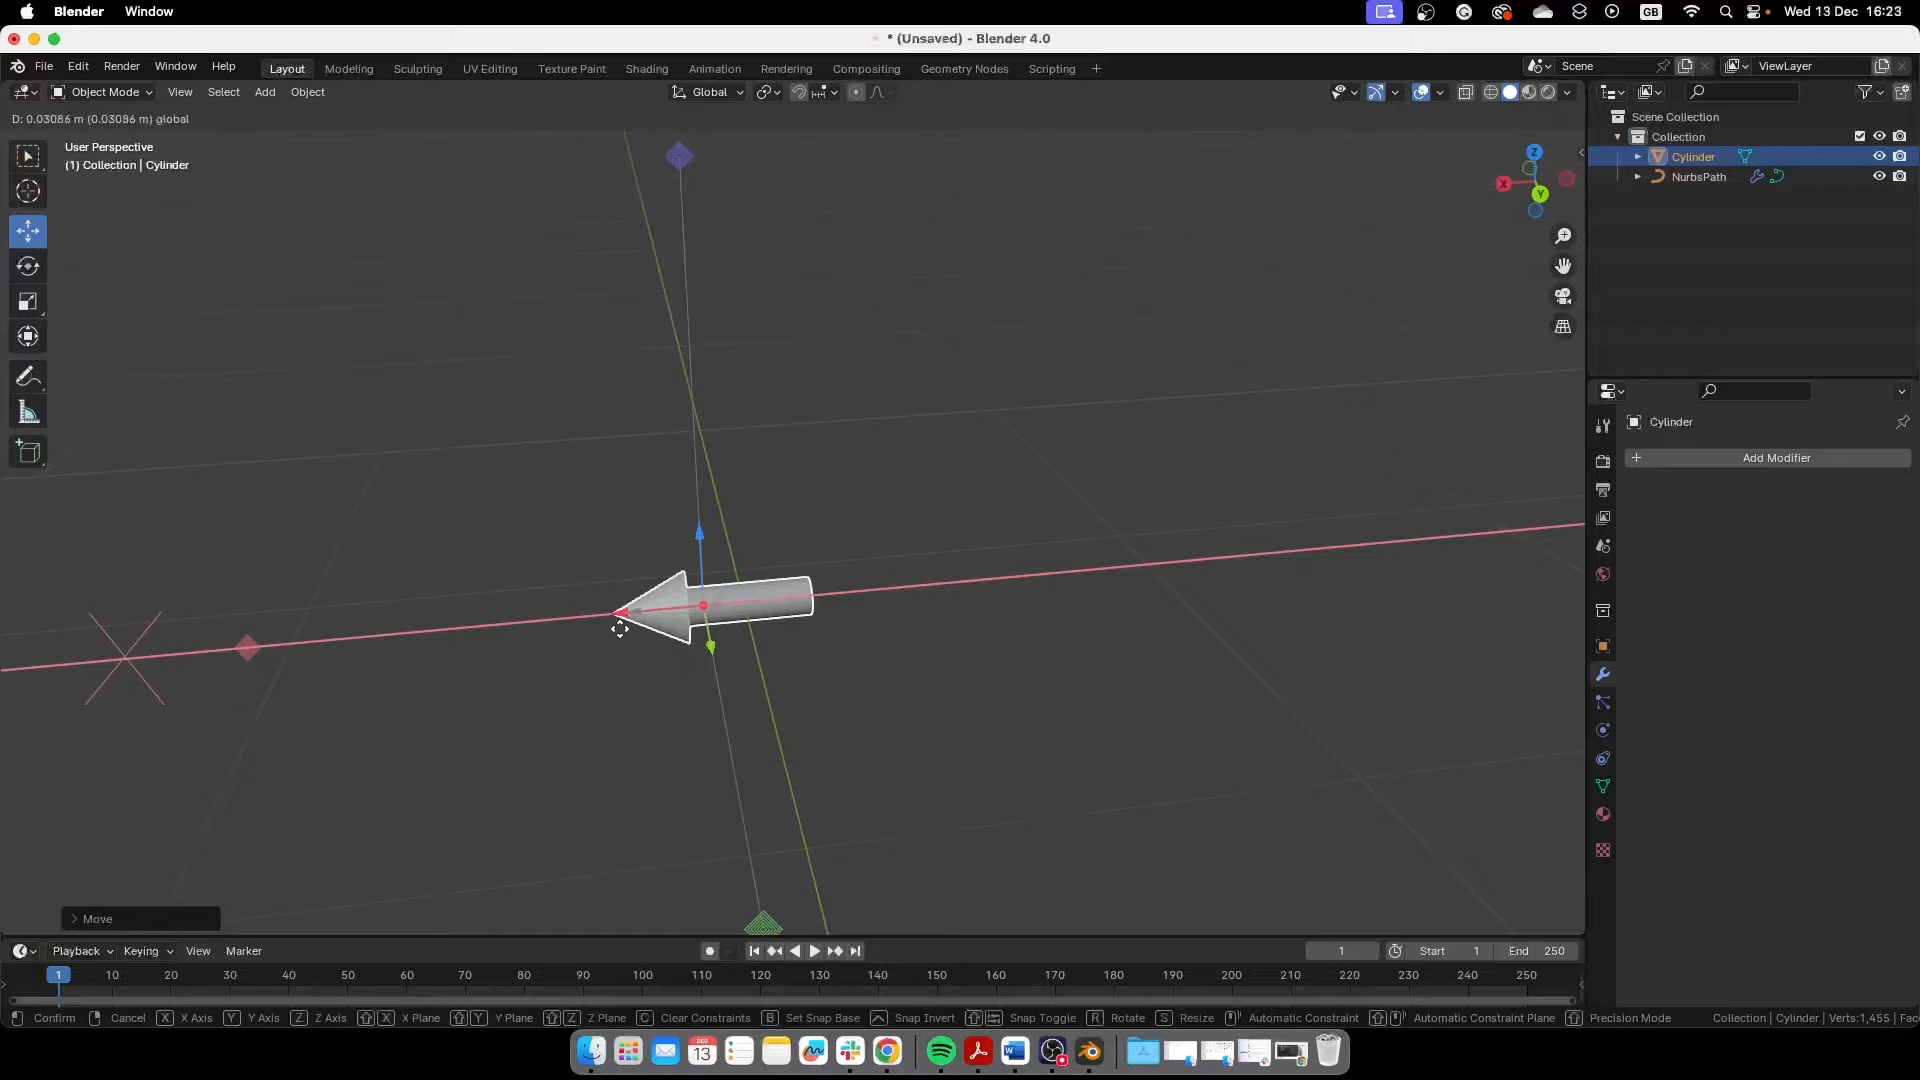 Blender Window GB Wed 13 Dec 16:23
* (Unsaved) - Blender 4.0
File Edit Render Window Help Layout Modeling Sculpting UV Editing Texture Paint Shading Animation Rendering Compositing Geometry Nodes Scripting + Scene ViewLayer
Object Mode View Select Add Object Global
D: 0.03086 m (0.03086 m) global
User Perspective
(1) Collection | Cylinder
Z
X
Y
Scene Collection
Collection
Cylinder
NurbsPath
Cylinder
+ Add Modifier
Move
Playback Keying View Marker 1 Start 1 End 250
1 10 20 30 40 50 60 70 80 90 100 110 120 130 140 150 160 170 180 190 200 210 220 230 240 250
Confirm Cancel X X Axis Y Y Axis Z Z Axis X X Plane Y Y Plane Z Z Plane C Clear Constraints B Set Snap Base Snap Invert Snap Toggle R Rotate S Resize Automatic Constraint Automatic Constraint Plane Precision Mode Collection | Cylinder | Verts:1,455 | Fac
DEC
13